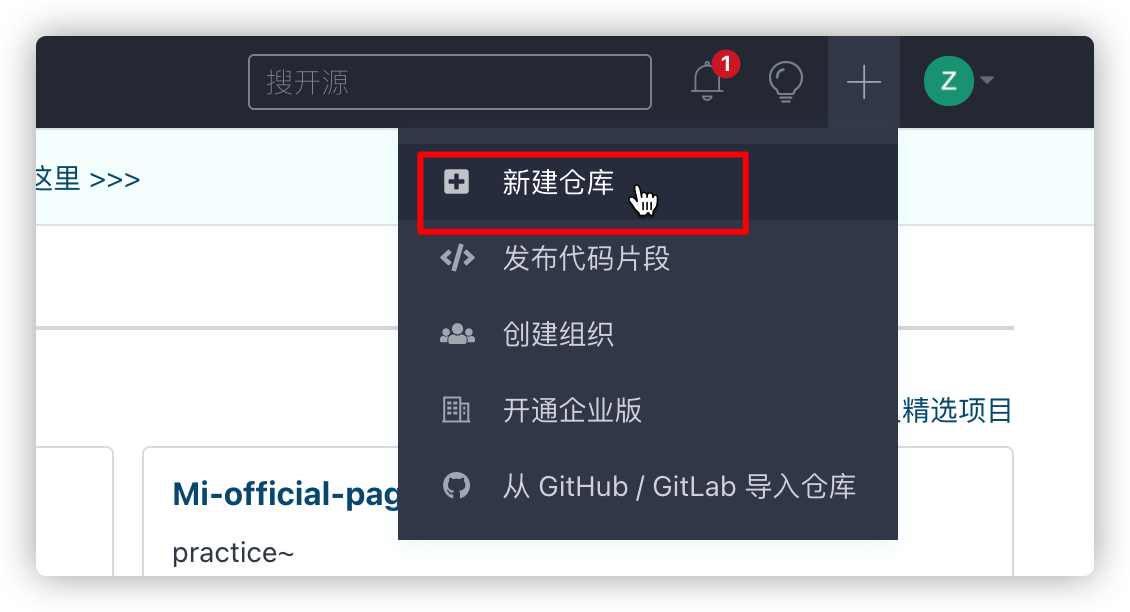 搜开源
1
Z
这里 >>>
新建仓库
发布代码片段
创建组织
开通企业版
精选项目
从 GitHub / GitLab 导入仓库
Mi-official-pag
practice~